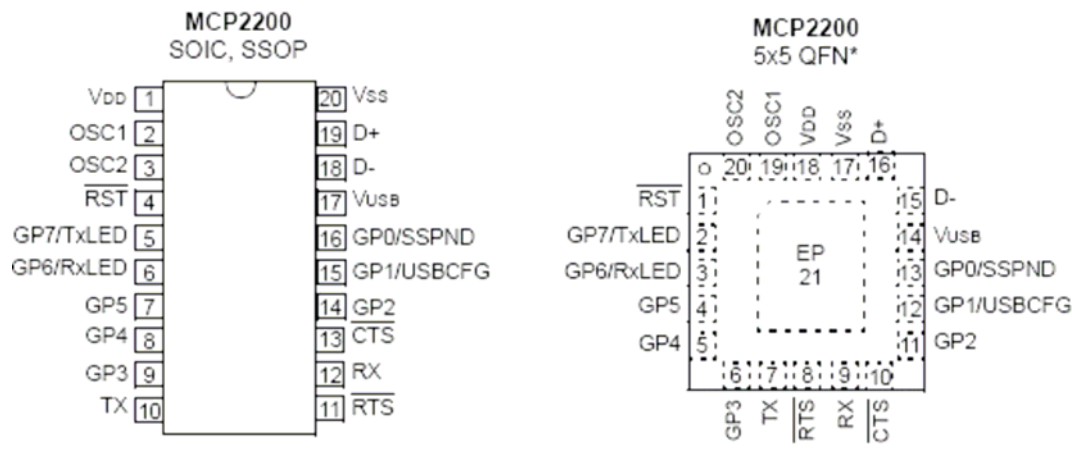 MCP2200
SOIC, SSOP
VDD 1
OSC1 2
OSC2 3
RST 4
GP7/TxLED 5
GP6/RxLED 6
GP5 7
GP4 8
GP3 9
TX 10
20 VSS
19 D+
18 D-
17 VUSB
16 GP0/SSPND
15 GP1/USBCFG
14 GP2
13 CTS
12 RX
11 RTS
MCP2200
5x5 QFN*
OSC2 OSC1 VDD VSS D+
20 19 18 17 16
RST 1
GP7/TxLED 2
GP6/RxLED 3
GP5 4
GP4 5
EP
21
15 D-
14 VUSB
13 GP0/SSPND
12 GP1/USBCFG
11 GP2
6 7 8 9 10
GP3 TX RTS RX CTS